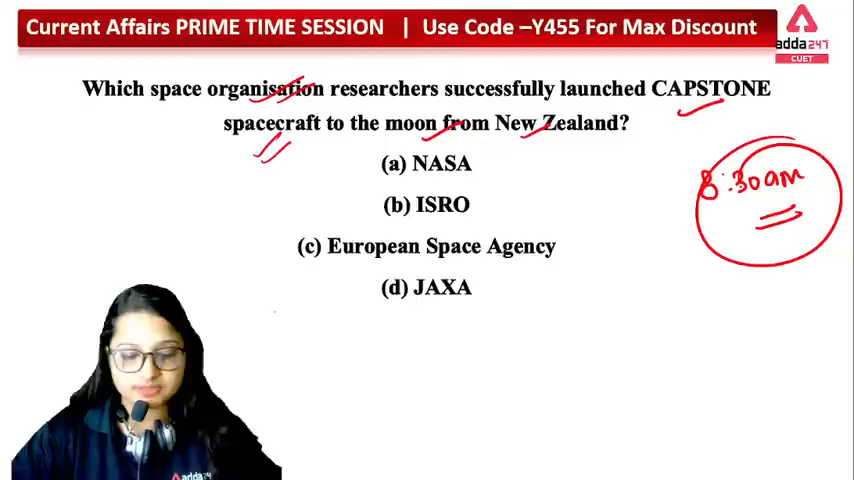 Current Affairs PRIME TIME SESSION | Use Code –Y455 For Max Discount
adda247
CUET
Which space organisation researchers successfully launched CAPSTONE
spacecraft to the moon from New Zealand?
(a) NASA
(b) ISRO
(c) European Space Agency
(d) JAXA
8:30am
adda247